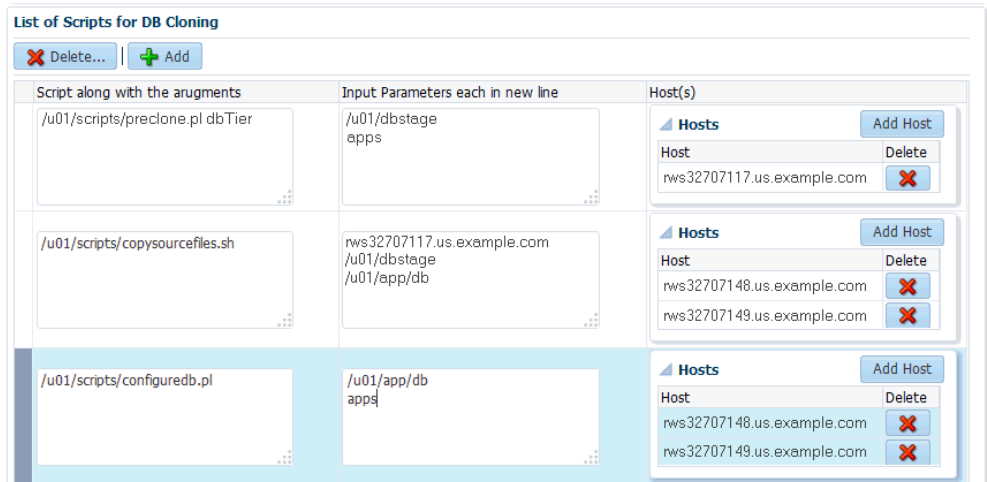 List of Scripts for DB Cloning
Delete... Add
Script along with the arugments Input Parameters each in new line Host(s)
/u01/scripts/preclone.pl dbTier
/u01/dbstage
apps
Hosts Add Host
Host Delete
rws32707117.us.example.com
/u01/scripts/copysourcefiles.sh
rws32707117.us.example.com
/u01/dbstage
/u01/app/db
Hosts Add Host
Host Delete
rws32707148.us.example.com
rws32707149.us.example.com
/u01/scripts/configuredb.pl
/u01/app/db
apps
Hosts Add Host
Host Delete
rws32707148.us.example.com
rws32707149.us.example.com